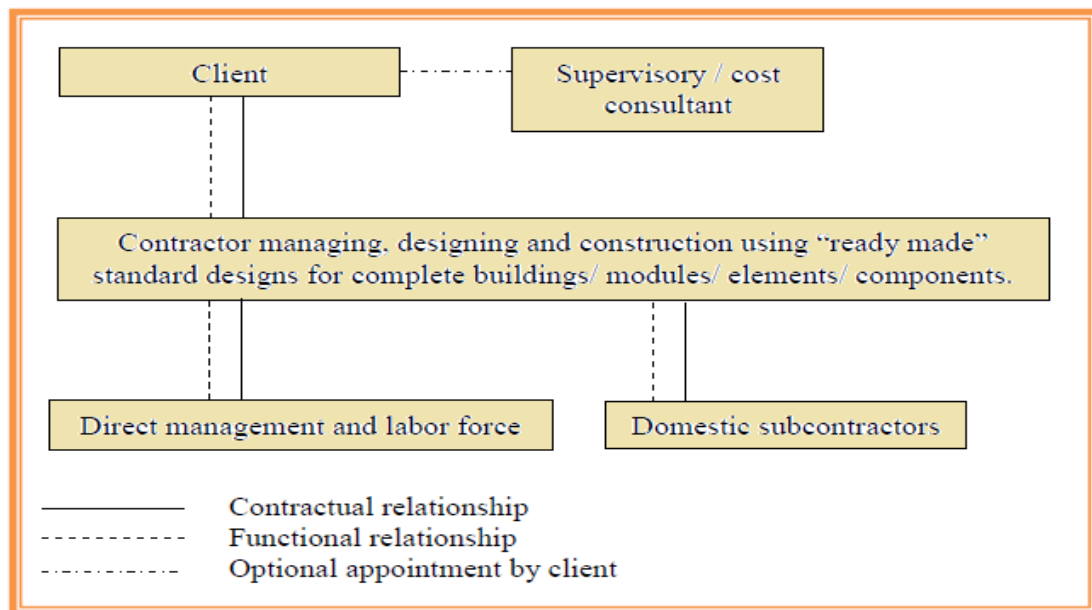 Client
Supervisory / cost
consultant
Contractor managing, designing and construction using “ready made”
standard designs for complete buildings/ modules/ elements/ components.
Direct management and labor force
Domestic subcontractors
Contractual relationship
Functional relationship
Optional appointment by client